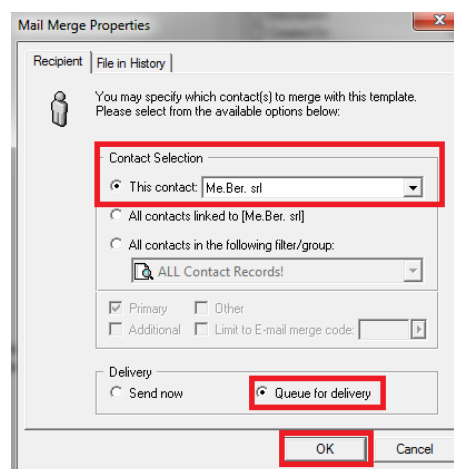 Mail Merge Properties
Recipient File in History
You may specify which contact(s) to merge with this template.
Please select from the available options below:
Contact Selection
This contact: Me.Ber. srl
All contacts linked to [Me.Ber. srl]
All contacts in the following filter/group:
ALL Contact Records!
Primary Other
Additional Limit to E-mail merge code:
Delivery
Send now Queue for delivery
OK Cancel